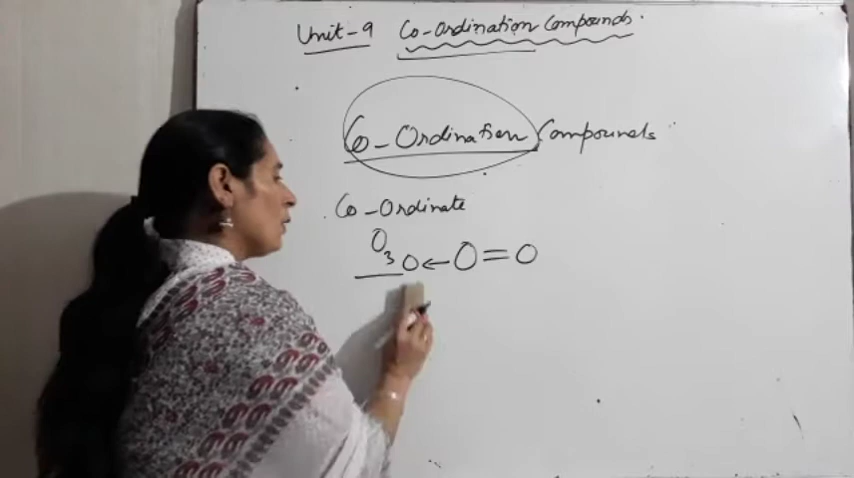 Unit-9 Co-Ordination Compounds.
Co-Ordination Compounds
Co-Ordinate
O3 O←O=O